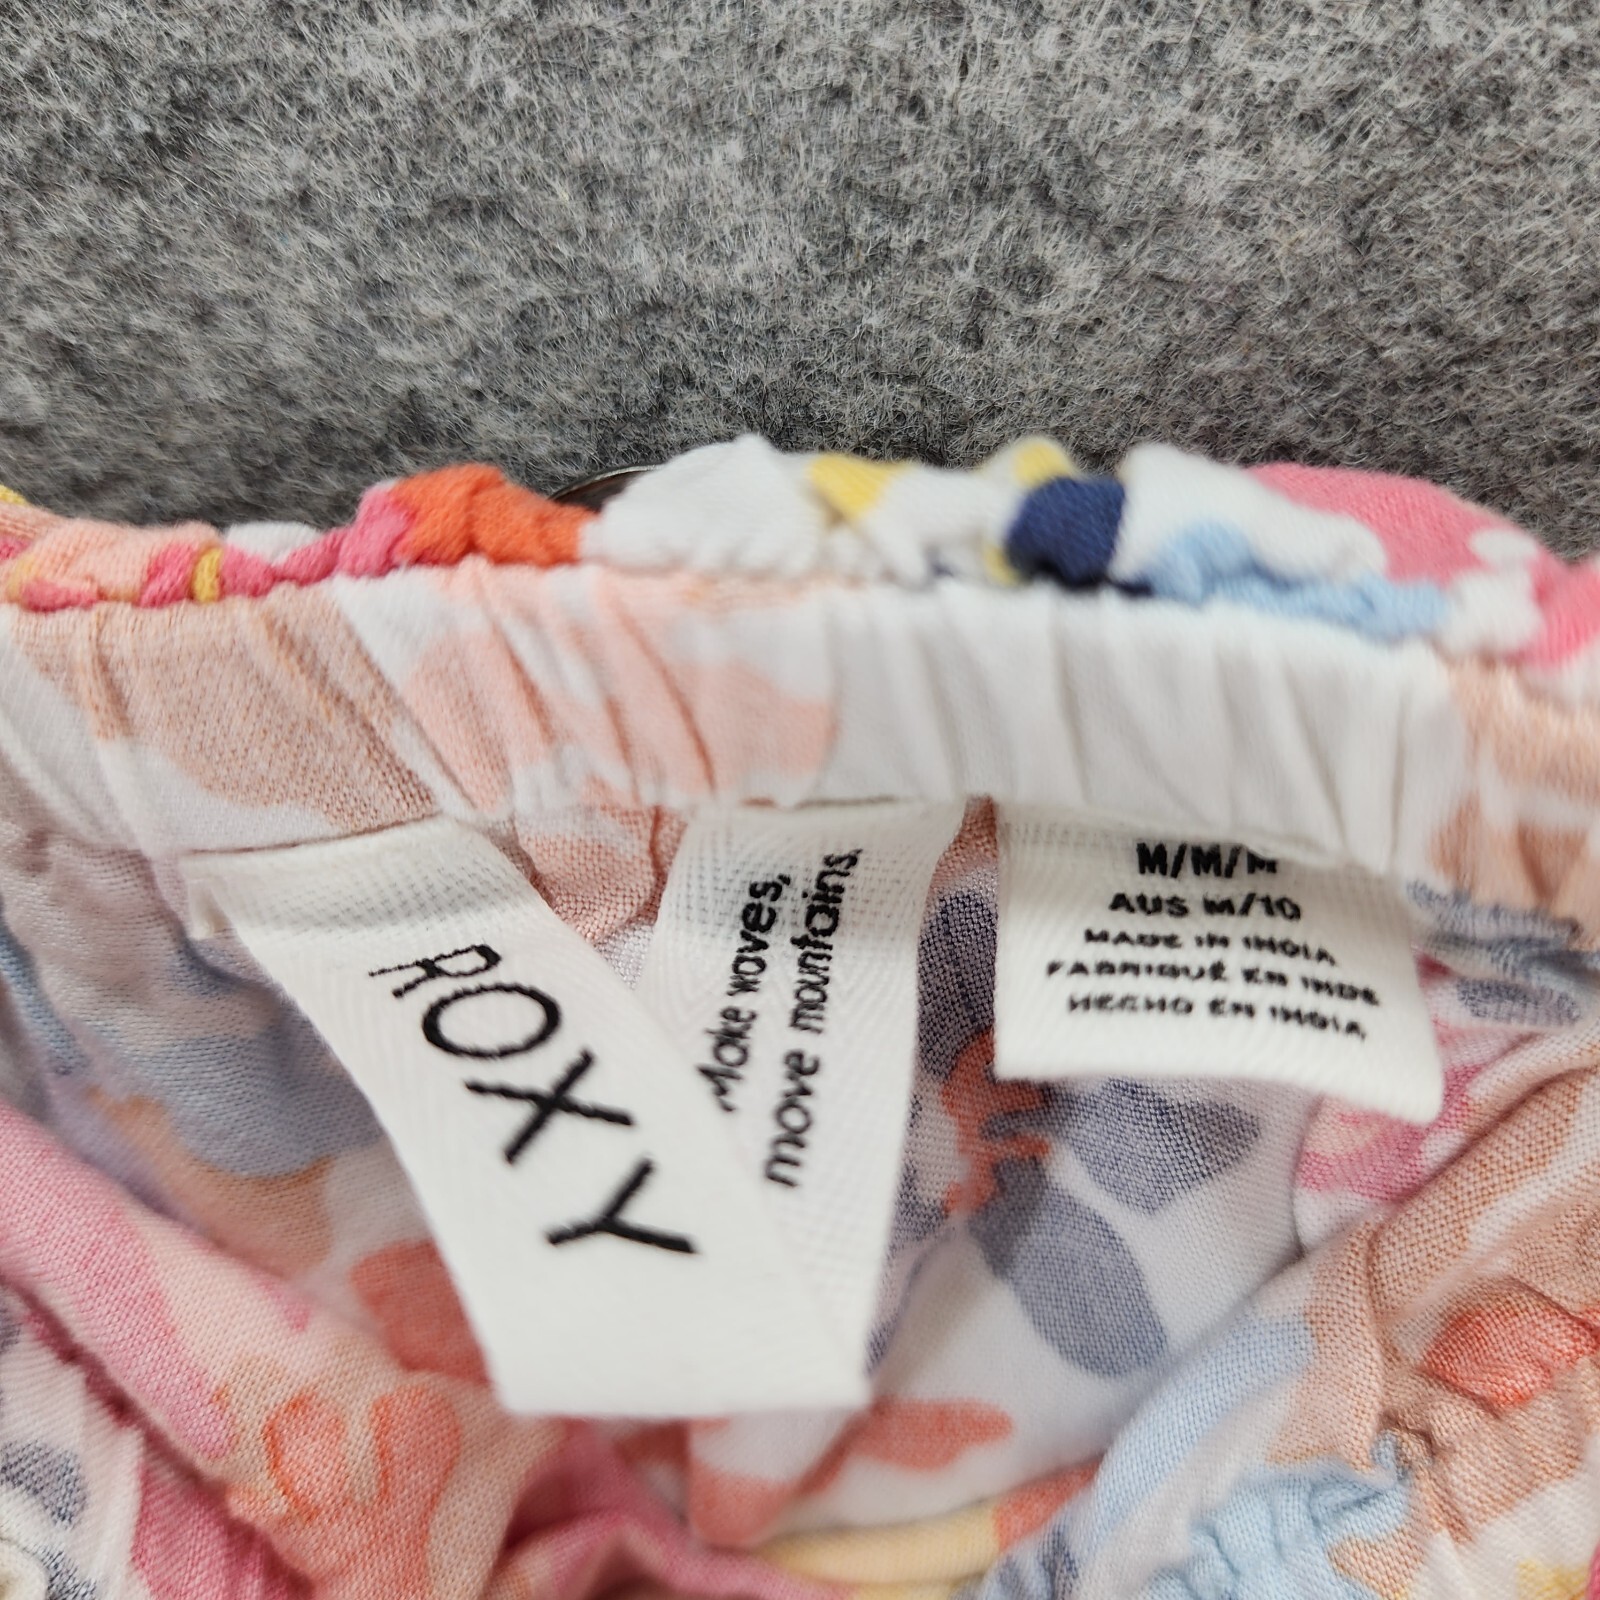 ROXY
Make waves,
move mountains,
M/M/M
AUS M/10
MADE IN INDIA
FABRIQUÉ EN INDE
HECHO EN INDIA